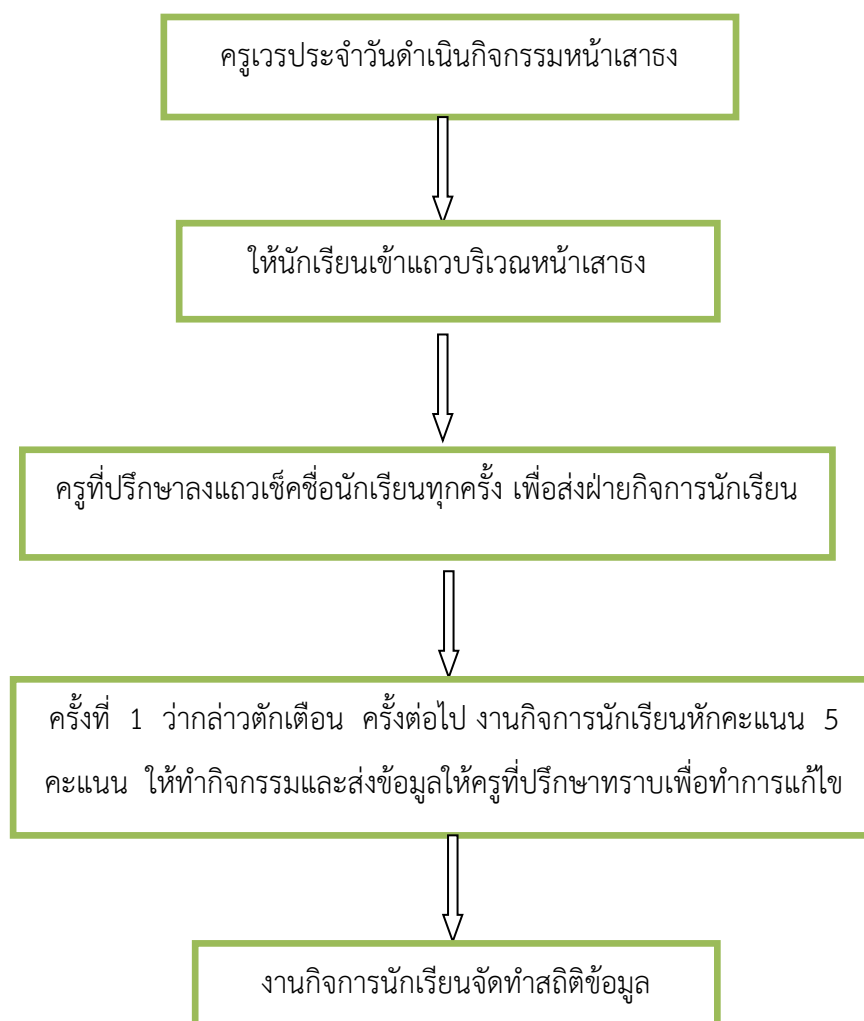 ครูเวรประจำวันดำเนินกิจกรรมหน้าเสาธง
ให้นักเรียนเข้าแถวบริเวณหน้าเสาธง
ครูที่ปรึกษาลงแถวเช็คชื่อนักเรียนทุกครั้ง เพื่อส่งฝ่ายกิจการนักเรียน
ครั้งที่ 1 ว่ากล่าวตักเตือน ครั้งต่อไป งานกิจการนักเรียนหักคะแนน 5
คะแนน ให้ทำกิจกรรมและส่งข้อมูลให้ครูที่ปรึกษาทราบเพื่อทำการแก้ไข
งานกิจการนักเรียนจัดทำสถิติข้อมูล